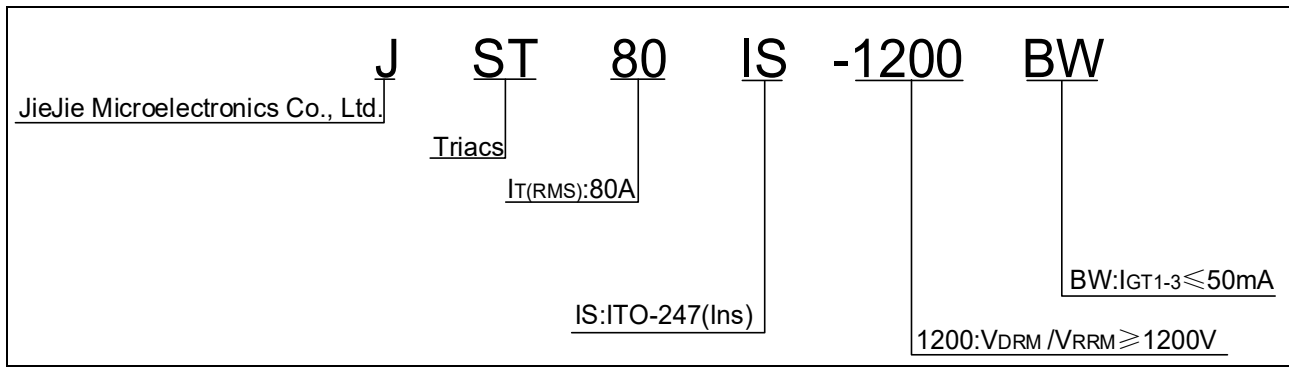 J ST 80 IS -1200 BW
JieJie Microelectronics Co., Ltd.
Triacs
IT(RMS):80A
BW:IGT1-3≤50mA
IS:ITO-247(Ins)
1200:VDRM /VRRM≥1200V